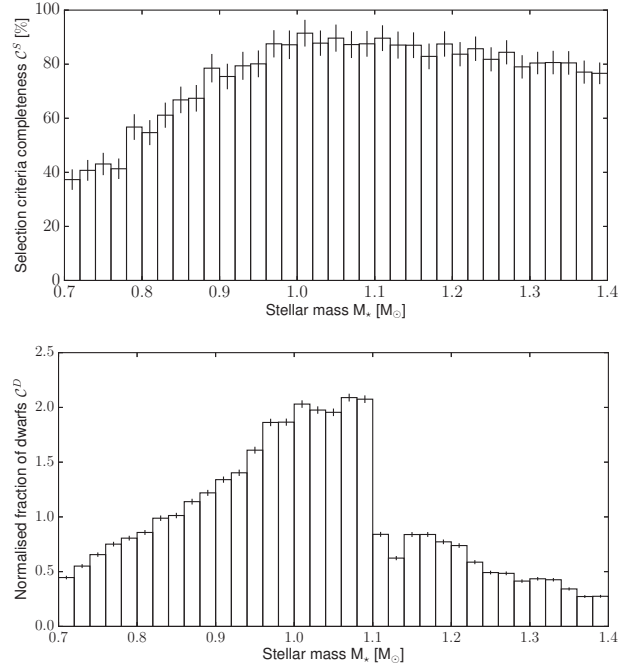 Selection criteria completeness 𝒞ˢ [%]
100
80
60
40
20
0
0.7 0.8 0.9 1.0 1.1 1.2 1.3 1.4
Stellar mass M⋆ [M☉]
Normalised fraction of dwarfs 𝒞ᴰ
2.5
2.0
1.5
1.0
0.5
0.0
0.7 0.8 0.9 1.0 1.1 1.2 1.3 1.4
Stellar mass M⋆ [M☉]